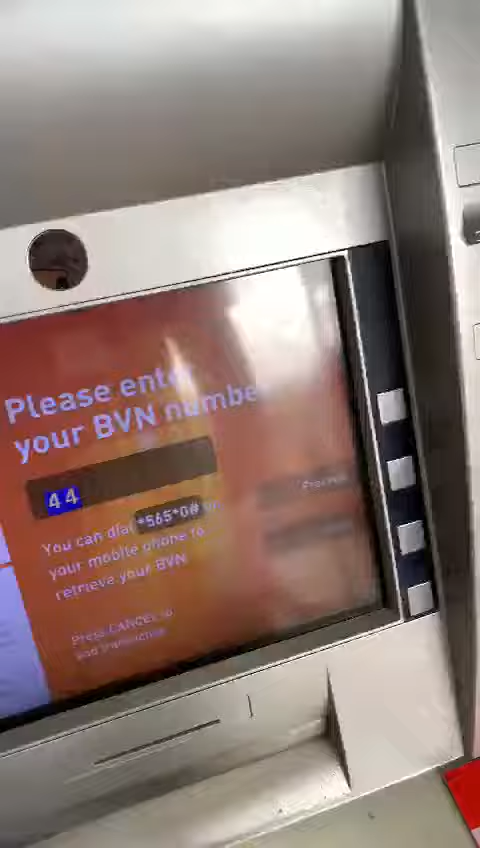 Please enter
your BVN number
44
You can dial *565*0# on
your mobile phone to
retrieve your BVN
Press CANCEL to
end transaction
Proceed